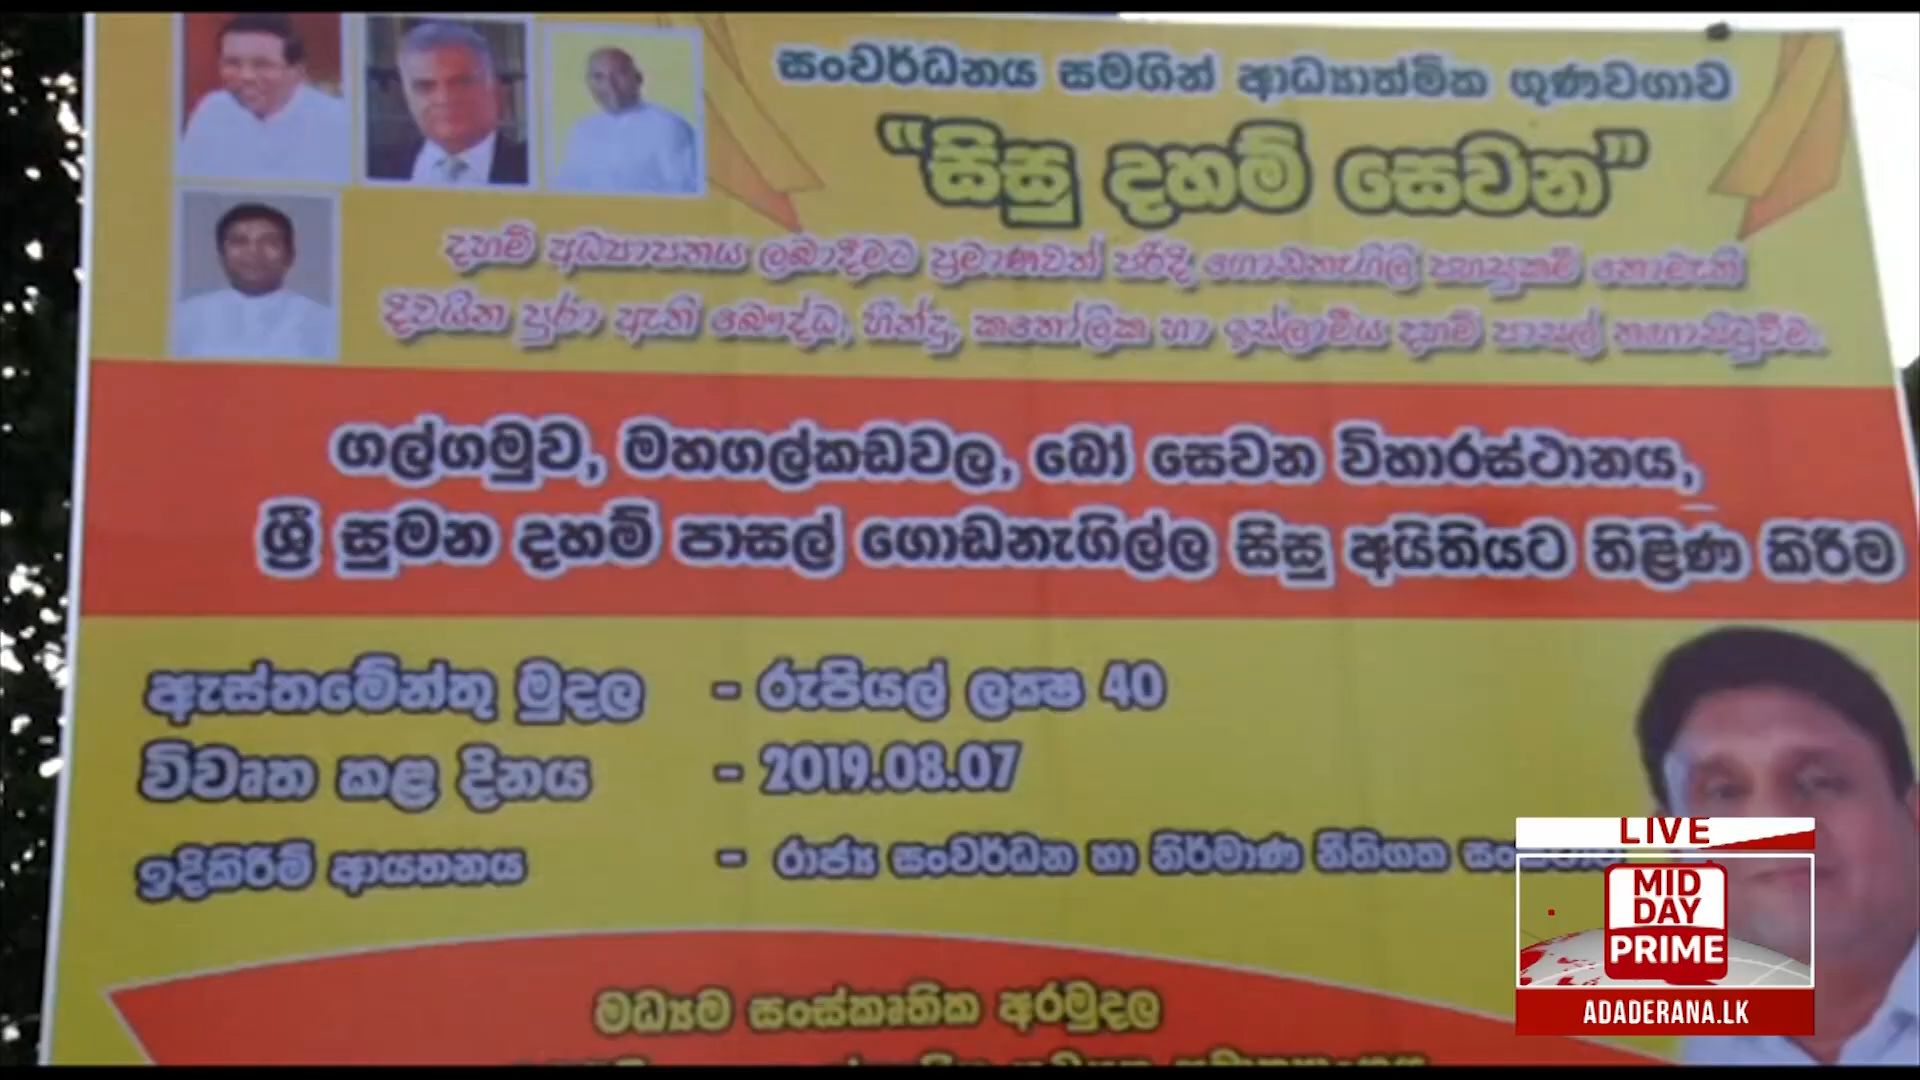 සංවර්ධනය සමගින් ආධ්‍යාත්මික ගුණවගාව
"සිසු දහම් සෙවන"
දහම් අධ්‍යාපනය ලබාදීමට ප්‍රමාණවත් පරිදි ගොඩනැගිලි පහසුකම් නොමැති
දිවයින පුරා ඇති බෞද්ධ, හින්දු, කතෝලික හා ඉස්ලාමීය දහම් පාසල් නගාසිටුවීම.
ගල්ගමුව, මහගල්කඩවල, බෝ සෙවන විහාරස්ථානය,
ශ්‍රී සුමන දහම් පාසල් ගොඩනැගිල්ල සිසු අයිතියට තිළිණ කිරීම
ඇස්තමේන්තු මුදල - රුපියල් ලක්ෂ 40
විවෘත කළ දිනය - 2019.08.07
ඉදිකිරීම් ආයතනය - රාජ්‍ය සංවර්ධන හා නිර්මාණ නීතිගත
මධ්‍යම සංස්කෘතික අරමුදල
LIVE
MID
DAY
PRIME
ADADERANA.LK